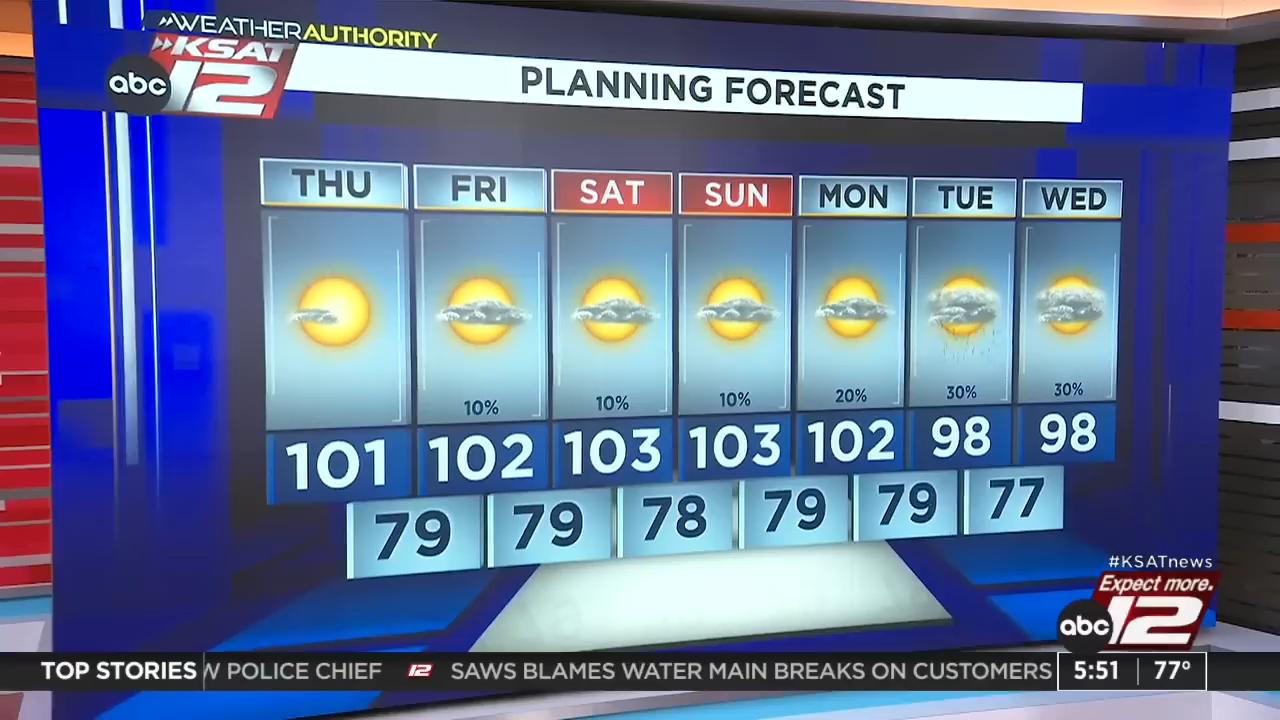 WEATHERAUTHORITY
KSAT
abc 12
PLANNING FORECAST
THU FRI SAT SUN MON TUE WED
10% 10% 10% 20% 30% 30%
101 102 103 103 102 98 98
79 79 78 79 79 77
#KSATnews
Expect more.
abc 12
TOP STORIES W POLICE CHIEF 12 SAWS BLAMES WATER MAIN BREAKS ON CUSTOMERS 5:51 77°